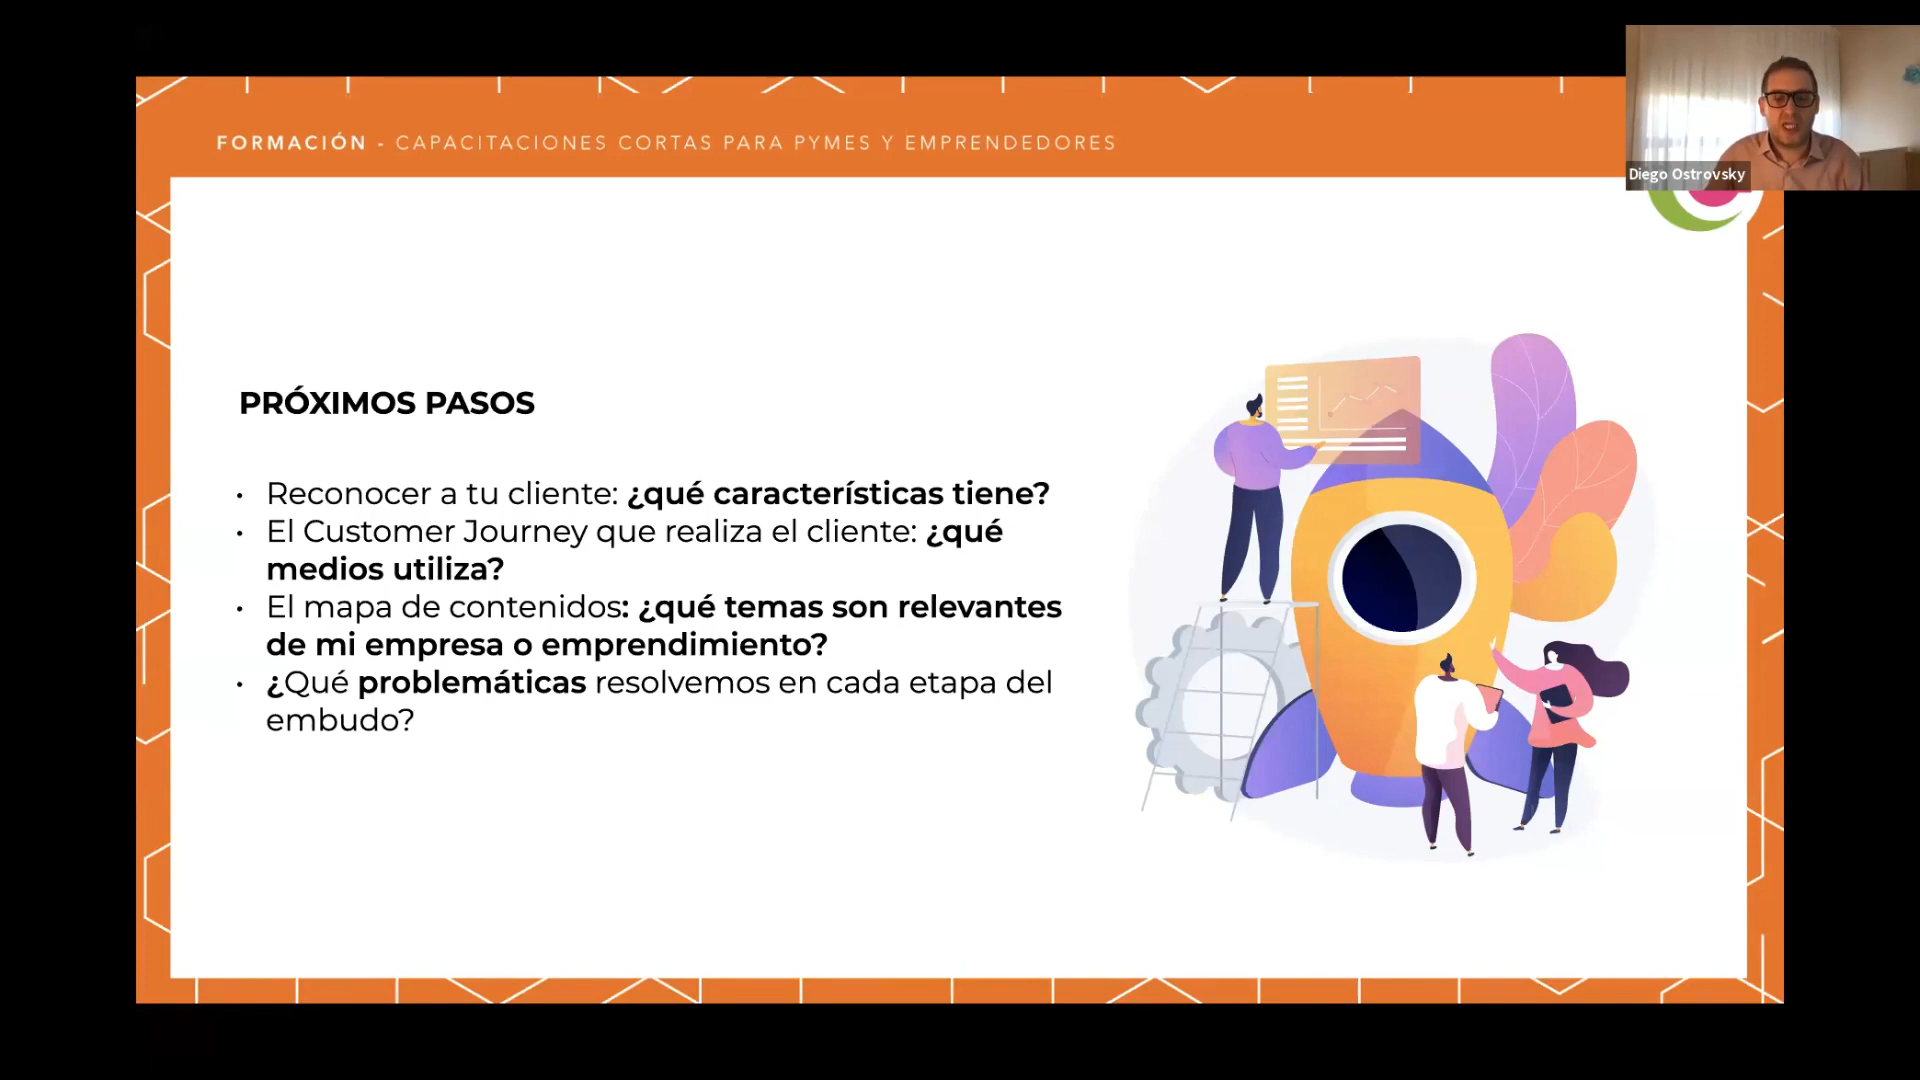 FORMACIÓN - CAPACITACIONES CORTAS PARA PYMES Y EMPRENDEDORES
Diego Ostrovsky
PRÓXIMOS PASOS
• Reconocer a tu cliente: ¿qué características tiene?
• El Customer Journey que realiza el cliente: ¿qué
medios utiliza?
• El mapa de contenidos: ¿qué temas son relevantes
de mi empresa o emprendimiento?
• ¿Qué problemáticas resolvemos en cada etapa del
embudo?